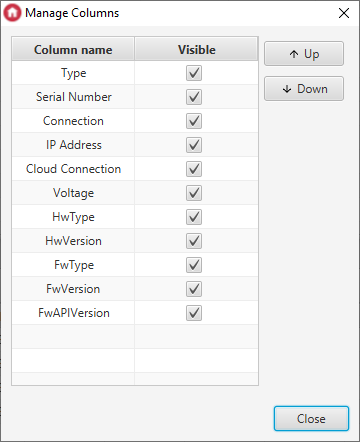 Manage Columns
Column name Visible
Type
Serial Number
Connection
IP Address
Cloud Connection
Voltage
HwType
HwVersion
FwType
FwVersion
FwAPIVersion
Up
Down
Close